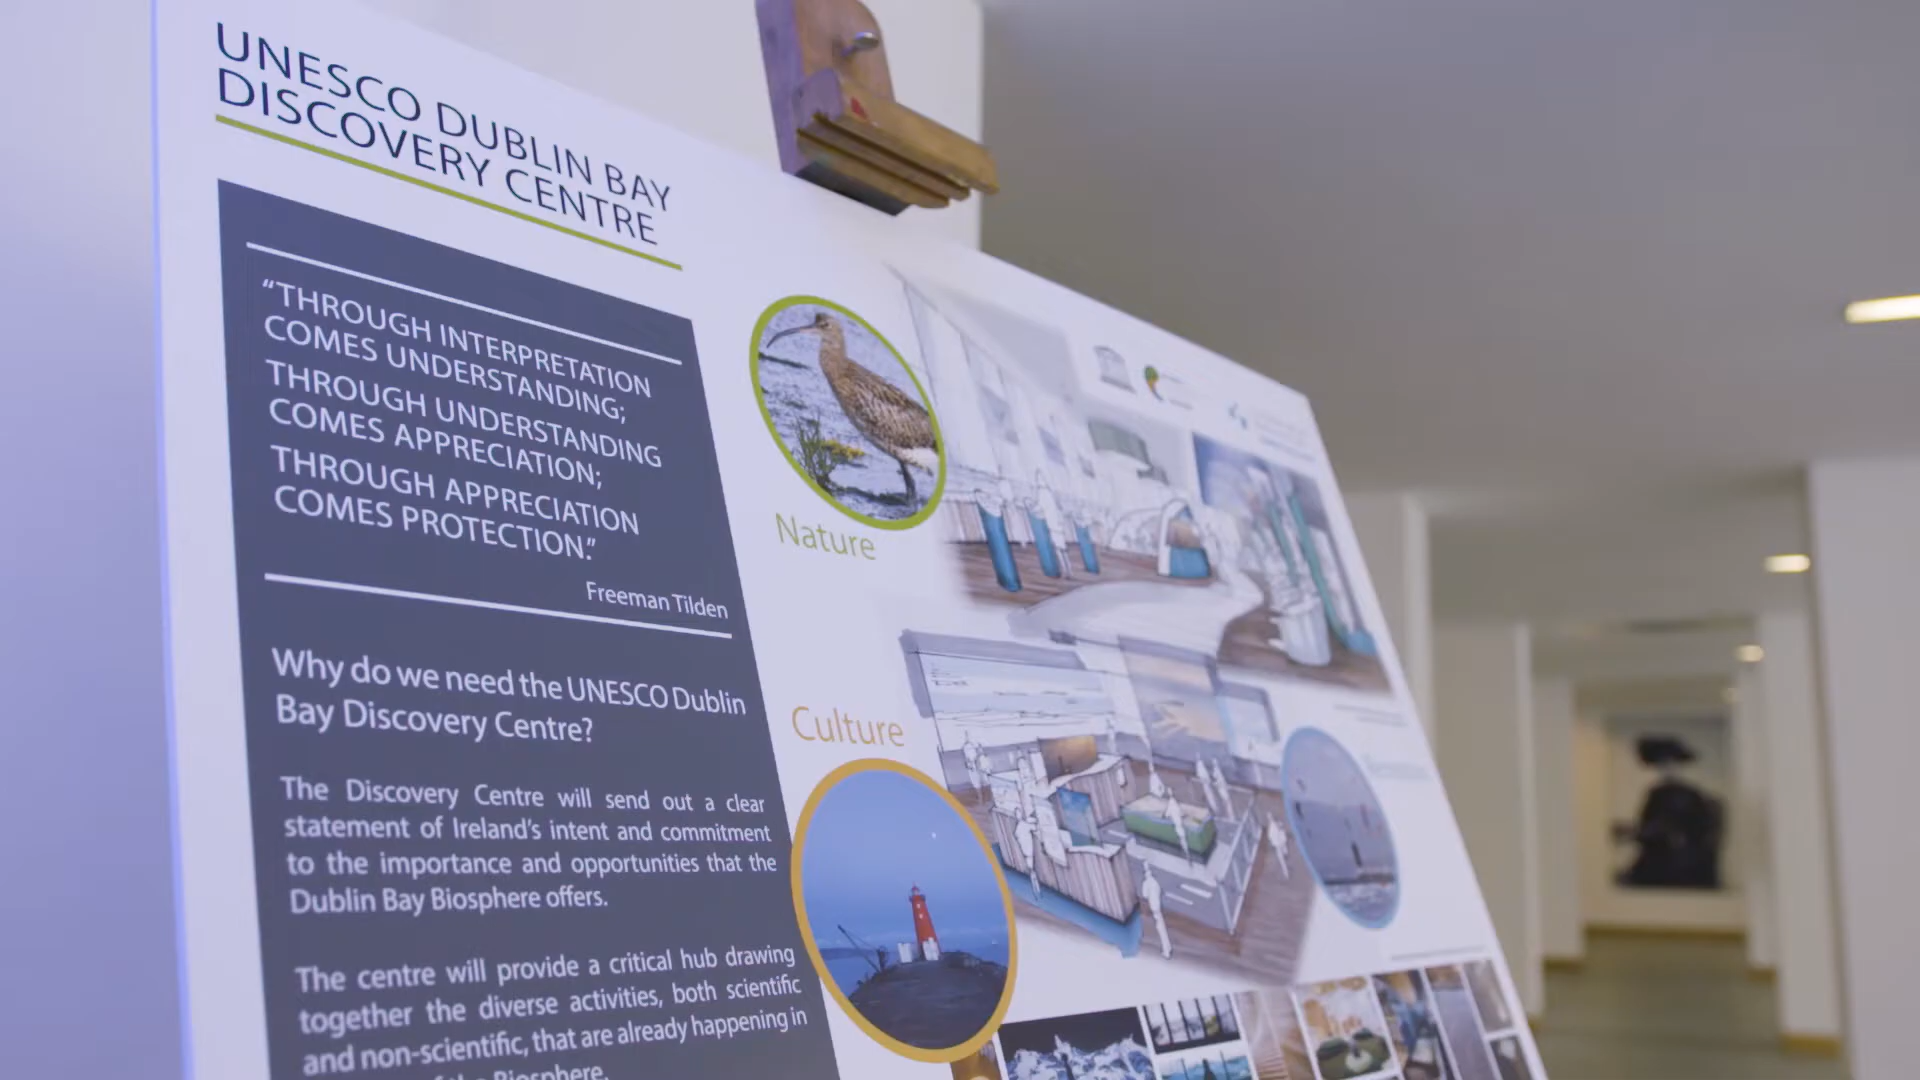 UNESCO DUBLIN BAY
DISCOVERY CENTRE
“THROUGH INTERPRETATION
COMES UNDERSTANDING;
THROUGH UNDERSTANDING
COMES APPRECIATION;
THROUGH APPRECIATION
COMES PROTECTION.”
Freeman Tilden
Why do we need the UNESCO Dublin
Bay Discovery Centre?
The Discovery Centre will send out a clear
statement of Ireland's intent and commitment
to the importance and opportunities that the
Dublin Bay Biosphere offers.
The centre will provide a critical hub drawing
together the diverse activities, both scientific
and non-scientific, that are already happening in
Biosphere.
Nature
Culture